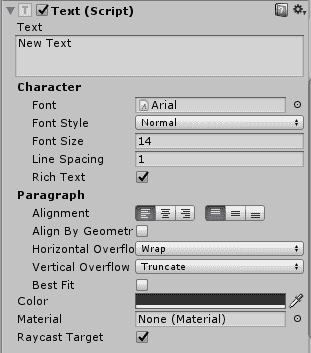 Text (Script)
Text
New Text
Character
Font Arial
Font Style Normal
Font Size 14
Line Spacing 1
Rich Text
Paragraph
Alignment
Align By Geometr
Horizontal Overflo Wrap
Vertical Overflow Truncate
Best Fit
Color
Material None (Material)
Raycast Target